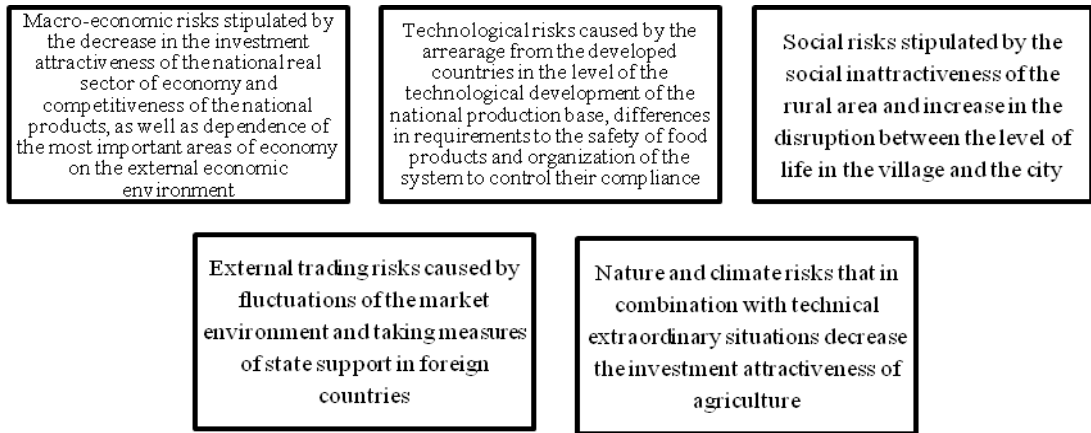 Macro-economic risks stipulated by
the decrease in the investment
attractiveness of the national real
sector of economy and
competitiveness of the national
products, as well as dependence of
the most important areas of economy
on the external economic
environment
Technological risks caused by the
arrearage from the developed
countries in the level of the
technological development of the
national production base, differences
in requirements to the safety of food
products and organization of the
system to control their compliance
Social risks stipulated by the
social inattractiveness of the
rural area and increase in the
disruption between the level of
life in the village and the city
External trading risks caused by
fluctuations of the market
environment and taking measures
of state support in foreign
countries
Nature and climate risks that in
combination with technical
extraordinary situations decrease
the investment attractiveness of
agriculture